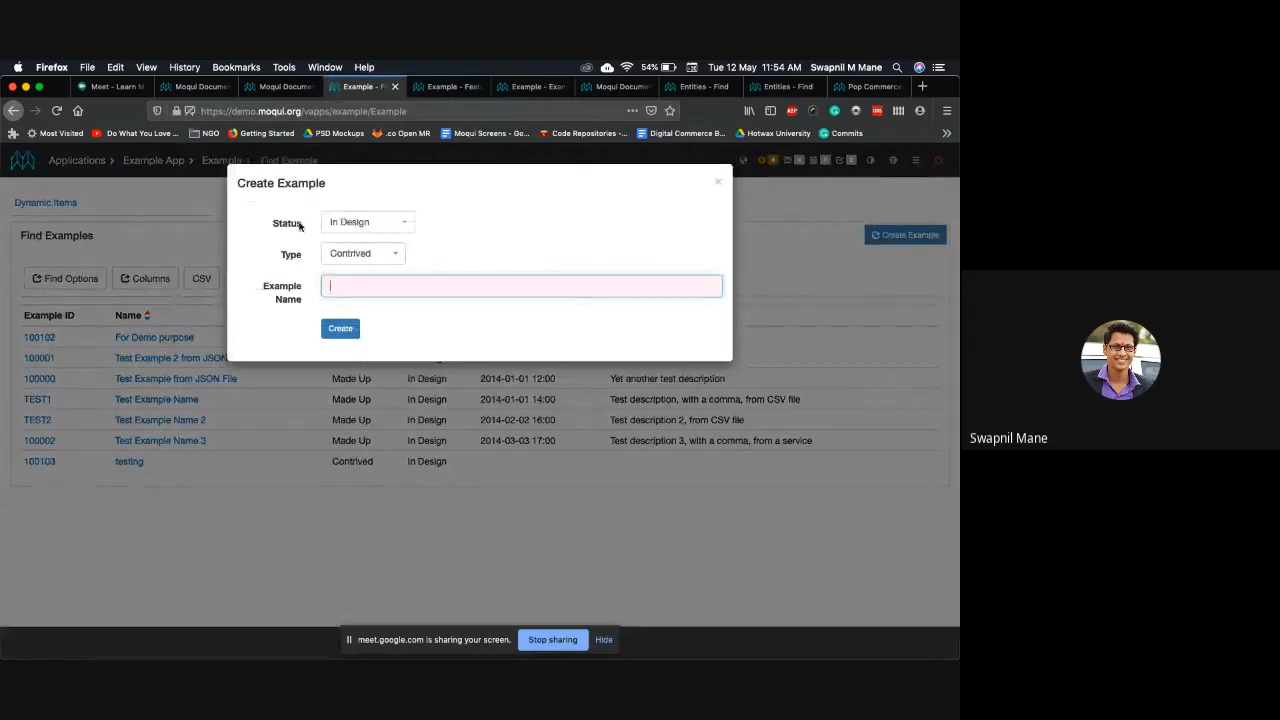 Firefox File Edit View History Bookmarks Tools Window Help 54% Tue 12 May 11:54 AM Swapnil M Mane
Meet - Learn M Moqui Docume Moqui Docume Example - F Example - Feat Example - Exam Moqui Docume Entities - Find Entities - Find Pop Commerce
https://demo.moqui.org/vapps/example/Example
Most Visited Do What You Love ... NGO Getting Started PSD Mockups .co Open MR Moqui Screens - Go... Code Repositories -... Digital Commerce B... Hotwax University Commits
Applications Example App Example Find Example
Create Example
Dynamic Items
Status In Design
Find Examples
Create Example
Type Contrived
Find Options Columns CSV
Example Name
Example ID Name
Create
100102 For Demo purpose
100001 Test Example 2 from JSON
100000 Test Example from JSON File Made Up In Design 2014-01-01 12:00 Yet another test description
TEST1 Test Example Name Made Up In Design 2014-01-01 14:00 Test description, with a comma, from CSV file
TEST2 Test Example Name 2 Made Up In Design 2014-02-02 16:00 Test description 2, from CSV file
100002 Test Example Name 3 Made Up In Design 2014-03-03 17:00 Test description 3, with a comma, from a service
100103 testing Contrived In Design
Swapnil Mane
meet.google.com is sharing your screen. Stop sharing Hide